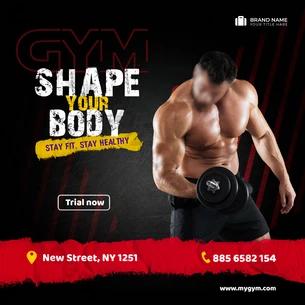 BRAND NAME
YOUR TITLE HERE
GYM
SHAPE
YOUR
BODY
STAY FIT, STAY HEALTHY
Trial now
New Street, NY 1251
885 6582 154
www.mygym.com